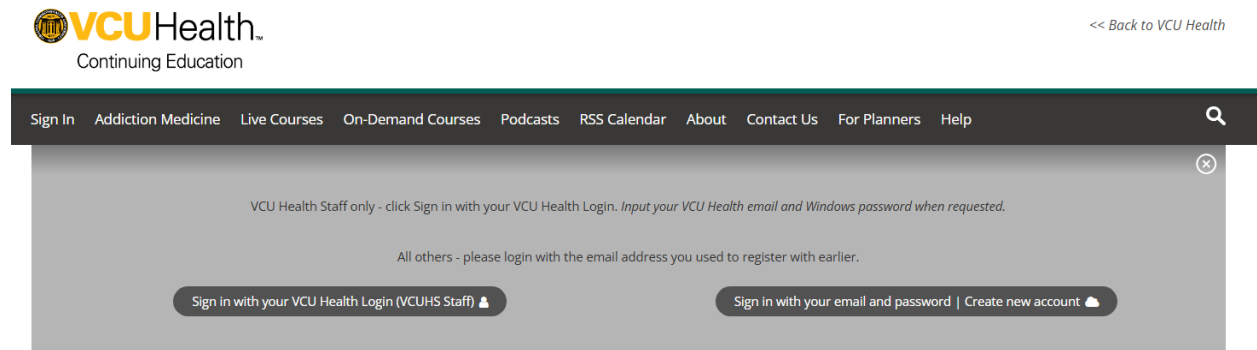 VCUHealth™
<< Back to VCU Health
Continuing Education
Sign In Addiction Medicine Live Courses On-Demand Courses Podcasts RSS Calendar About Contact Us For Planners Help
VCU Health Staff only - click Sign in with your VCU Health Login. Input your VCU Health email and Windows password when requested.
All others - please login with the email address you used to register with earlier.
Sign in with your VCU Health Login (VCUHS Staff)
Sign in with your email and password | Create new account